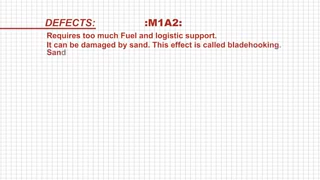 DEFECTS: :M1A2:
Requires too much Fuel and logistic support.
It can be damaged by sand. This effect is called bladehooking.
Sand